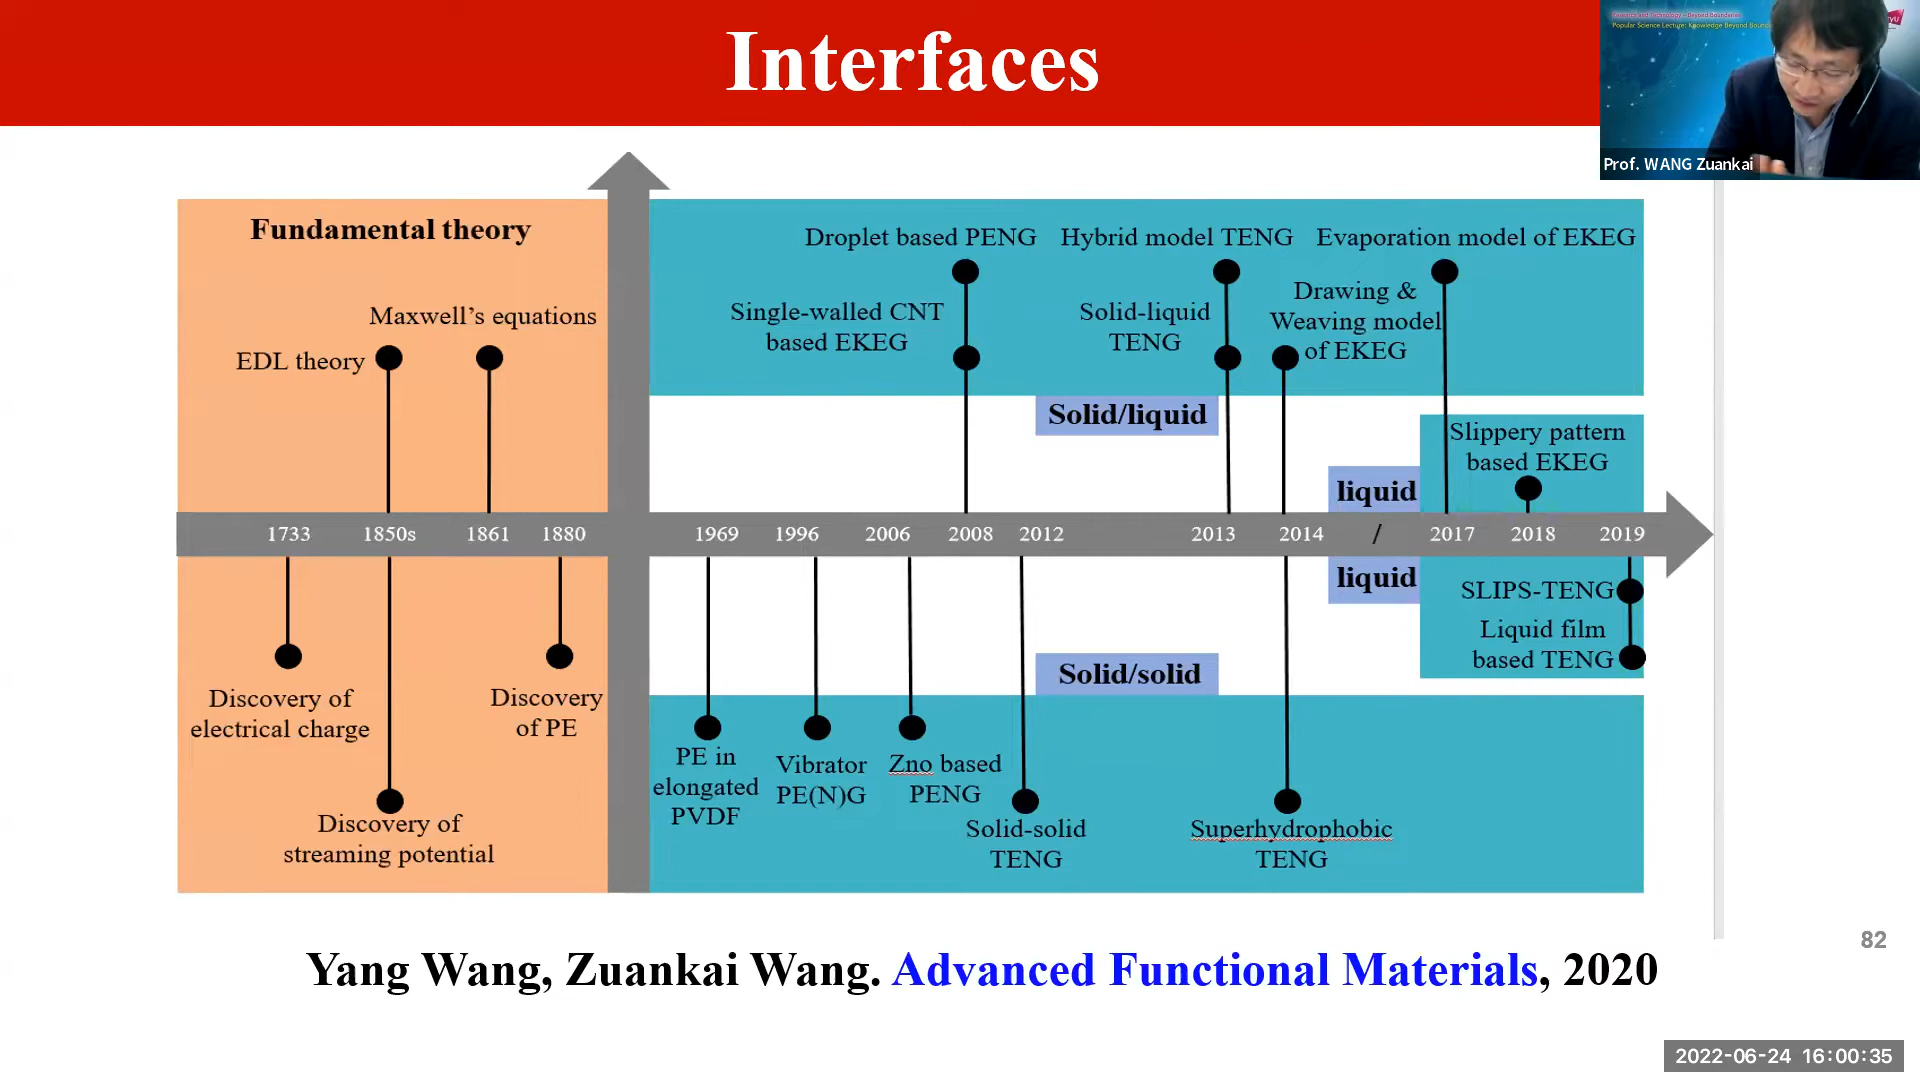 Interfaces
Popular Science Lecture: Knowledge Beyond
Prof. WANG Zuankai
Fundamental theory
Maxwell’s equations
EDL theory
Droplet based PENG
Hybrid model TENG
Evaporation model of EKEG
Single-walled CNT
based EKEG
Solid-liquid
TENG
Drawing &
Weaving model
of EKEG
Solid/liquid
Slippery pattern
based EKEG
liquid
/
liquid
1733 1850s 1861 1880 1969 1996 2006 2008 2012 2013 2014 2017 2018 2019
SLIPS-TENG
Liquid film
based TENG
Solid/solid
Discovery of
electrical charge
Discovery
of PE
Discovery of
streaming potential
PE in
elongated
PVDF
Vibrator
PE(N)G
Zno based
PENG
Solid-solid
TENG
Superhydrophobic
TENG
82
Yang Wang, Zuankai Wang. Advanced Functional Materials, 2020
2022-06-24 16:00:35